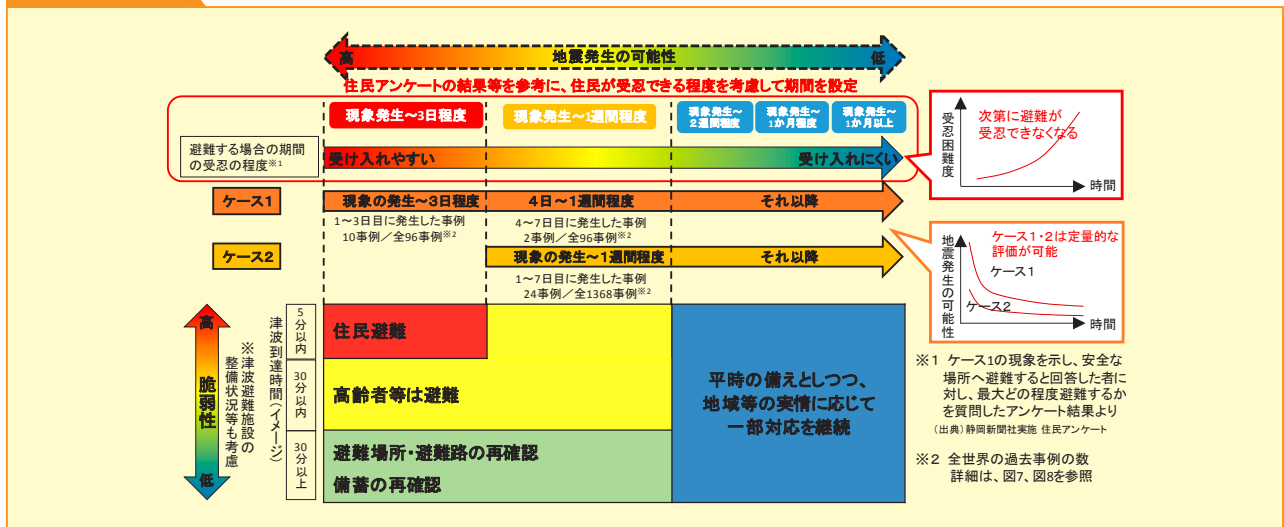 地震発生の可能性
高
低
住民アンケートの結果等を参考に、住民が受忍できる程度を考慮して期間を設定
現象発生～3日程度
現象発生～1週間程度
現象発生～
2週間程度
現象発生～
1か月程度
現象発生～
1か月以上
避難する場合の期間
の受忍の程度※1
受け入れやすい
受け入れにくい
受忍困難度
次第に避難が
受忍できなくなる
時間
ケース1
現象の発生～3日程度
4日～1週間程度
それ以降
1～3日目に発生した事例
10事例／全96事例※2
4～7日目に発生した事例
2事例／全96事例※2
ケース2
現象の発生～1週間程度
それ以降
1～7日目に発生した事例
24事例／全1368事例※2
地震発生の可能性
ケース1・2は定量的な
評価が可能
ケース1
ケース2
時間
高
脆弱性
低
※津波避難施設の
整備状況等も考慮
津波到達時間(イメージ)
5分以内
30分以内
30分以上
住民避難
高齢者等は避難
避難場所・避難路の再確認
備蓄の再確認
平時の備えとしつつ、
地域等の実情に応じて
一部対応を継続
※1 ケース1の現象を示し、安全な
場所へ避難すると回答した者に
対し、最大どの程度避難するか
を質問したアンケート結果より
(出典)静岡新聞社実施 住民アンケート
※2 全世界の過去事例の数
詳細は、図7、図8を参照